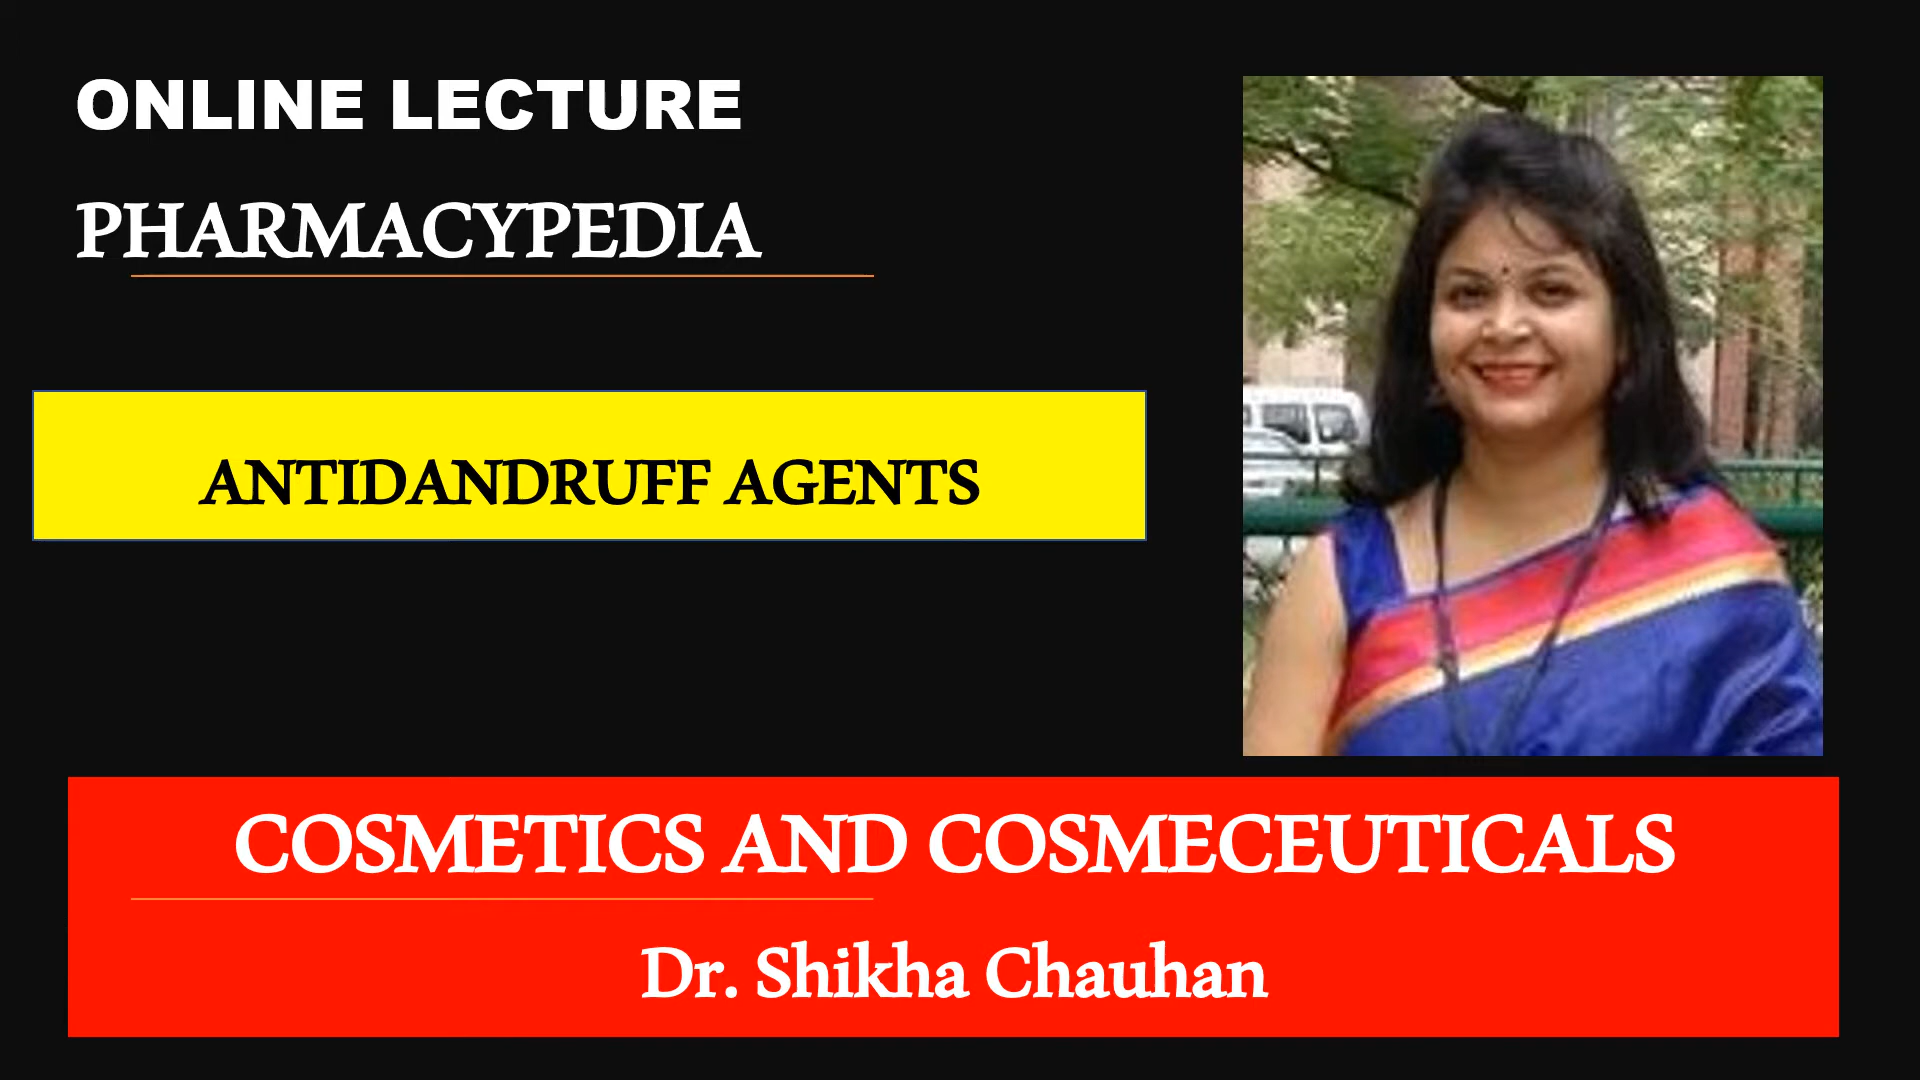 ONLINE LECTURE
PHARMACYPEDIA
ANTIDANDRUFF AGENTS
COSMETICS AND COSMECEUTICALS
Dr. Shikha Chauhan